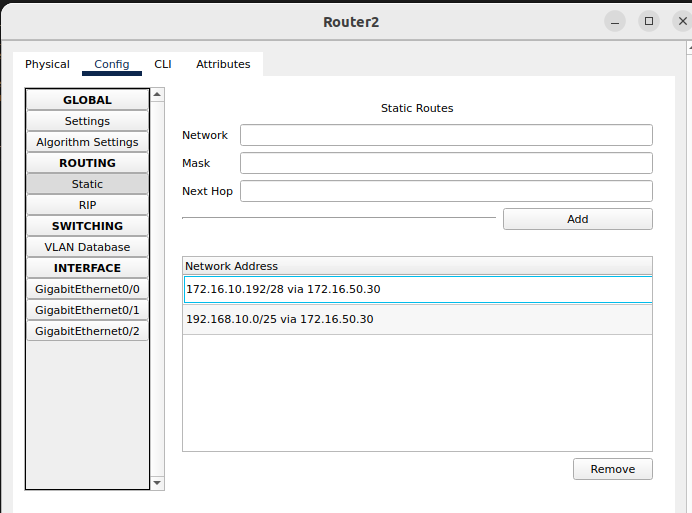 Router2
Physical Config CLI Attributes
GLOBAL
Settings
Algorithm Settings
ROUTING
Static
RIP
SWITCHING
VLAN Database
INTERFACE
GigabitEthernet0/0
GigabitEthernet0/1
GigabitEthernet0/2
Static Routes
Network
Mask
Next Hop
Add
Network Address
172.16.10.192/28 via 172.16.50.30
192.168.10.0/25 via 172.16.50.30
Remove